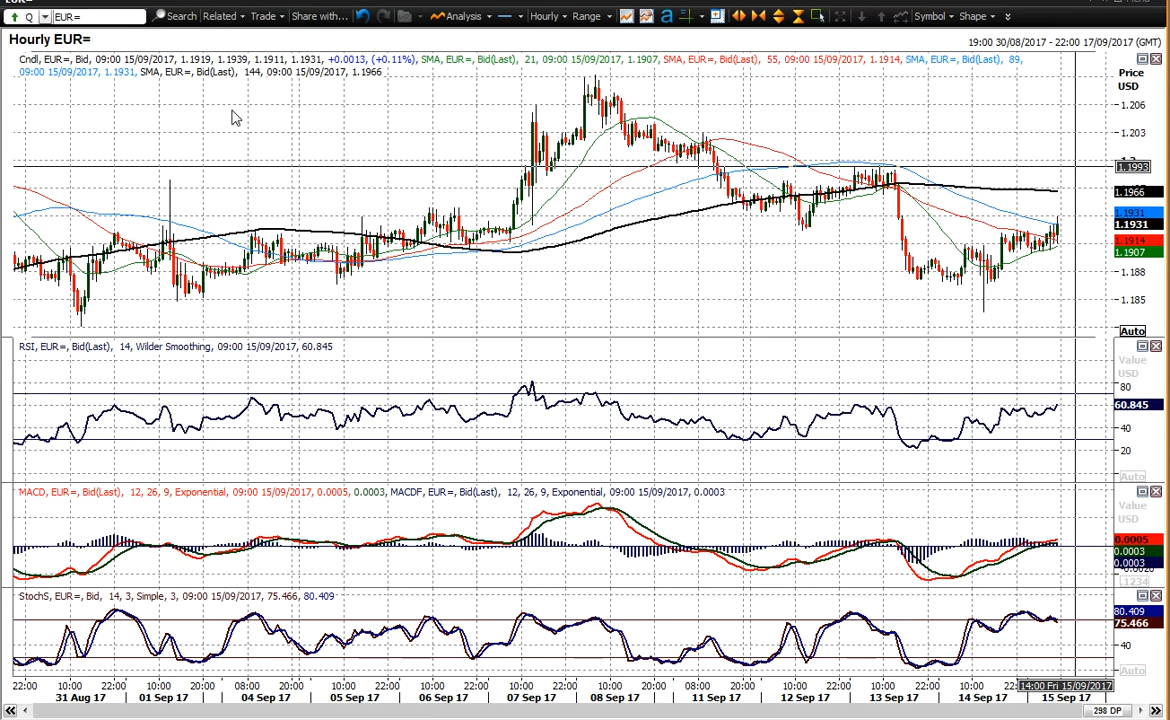 EUR=
Q EUR= Search Related Trade Share with... Analysis Hourly Range a Symbol Shape
Hourly EUR=
19:00 30/08/2017 - 22:00 17/09/2017 (GMT)
Cndl, EUR=, Bid, 09:00 15/09/2017, 1.1919, 1.1939, 1.1911, 1.1931, +0.0013, (+0.11%), SMA, EUR=, Bid(Last), 21, 09:00 15/09/2017, 1.1907, SMA, EUR=, Bid(Last), 55, 09:00 15/09/2017, 1.1914, SMA, EUR=, Bid(Last), 89,
09:00 15/09/2017, 1.1931, SMA, EUR=, Bid(Last), 144, 09:00 15/09/2017, 1.1966
Price
USD
1.206
1.203
1.1993
1.1966
1.1931
1.1931
1.1914
1.1907
1.188
1.185
Auto
RSI, EUR=, Bid(Last), 14, Wilder Smoothing, 09:00 15/09/2017, 60.845
Value
USD
80
60.845
40
20
Auto
MACD, EUR=, Bid(Last), 12, 26, 9, Exponential, 09:00 15/09/2017, 0.0005, 0.0003, MACDF, EUR=, Bid(Last), 12, 26, 9, Exponential, 09:00 15/09/2017, 0.0003
Value
USD
0.0005
0.0003
0.0003
.1234
StochS, EUR=, Bid, 14, 3, Simple, 3, 09:00 15/09/2017, 75.466, 80.409
80.409
75.466
40
Auto
22:00 10:00 22:00 10:00 20:00 08:00 20:00 10:00 22:00 10:00 22:00 10:00 20:00 10:00 20:00 08:00 20:00 10:00 22:00 10:00 22:00 10:00 14:00 Fri 15/09/2017
31 Aug 17 01 Sep 17 04 Sep 17 05 Sep 17 06 Sep 17 07 Sep 17 08 Sep 17 11 Sep 17 12 Sep 17 13 Sep 17 14 Sep 17 15 Sep 17
298 DP